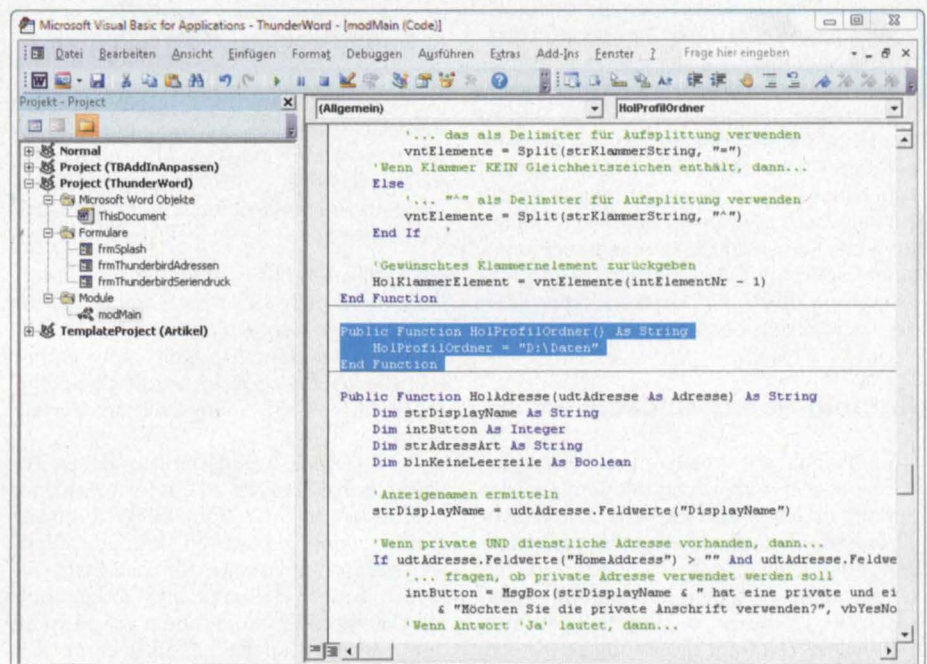 Microsoft Visual Basic for Applications - ThunderWord - [modMain (Code)]
Datei Bearbeiten Ansicht Einfügen Format Debuggen Ausführen Extras Add-Ins Fenster ? Frage hier eingeben
Projekt - Project
Normal
Project (TBAddInAnpassen)
Project (ThunderWord)
Microsoft Word Objekte
ThisDocument
Formulare
frmSplash
frmThunderbirdAdressen
frmThunderbirdSeriendruck
Module
modMain
TemplateProject (Artikel)
(Allgemein) HolProfilOrdner
'... das als Delimiter für Aufsplittung verwenden
vntElemente = Split(strKlammerString, "=")
'Wenn Klammer KEIN Gleichheitszeichen enthält, dann...
Else
'... "^" als Delimiter für Aufsplittung verwenden
vntElemente = Split(strKlammerString, "^")
End If
'Gewünschtes Klammernelement zurückgeben
HolKlammerElement = vntElemente(intElementNr - 1)
End Function
Public Function HolProfilOrdner() As String
HolProfilOrdner = "D:\Daten"
End Function
Public Function HolAdresse(udtAdresse As Adresse) As String
Dim strDisplayName As String
Dim intButton As Integer
Dim strAdressArt As String
Dim blnKeineLeerzeile As Boolean
'Anzeigenamen ermitteln
strDisplayName = udtAdresse.Feldwerte("DisplayName")
'Wenn private UND dienstliche Adresse vorhanden, dann...
If udtAdresse.Feldwerte("HomeAddress") > "" And udtAdresse.Feldwe
'... fragen, ob private Adresse verwendet werden soll
intButton = MsgBox(strDisplayName & " hat eine private und ei
& "Möchten Sie die private Anschrift verwenden?", vbYesNo
'Wenn Antwort 'Ja' lautet, dann...